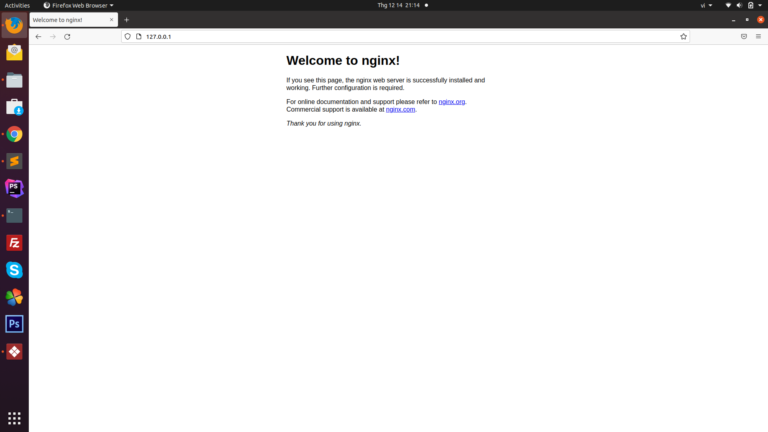 Activities
Firefox Web Browser
Thg 12 14 21:14
vi
Welcome to nginx!
127.0.0.1
Welcome to nginx!
If you see this page, the nginx web server is successfully installed and
working. Further configuration is required.
For online documentation and support please refer to nginx.org.
Commercial support is available at nginx.com.
Thank you for using nginx.
PS
Fz
S
Ps